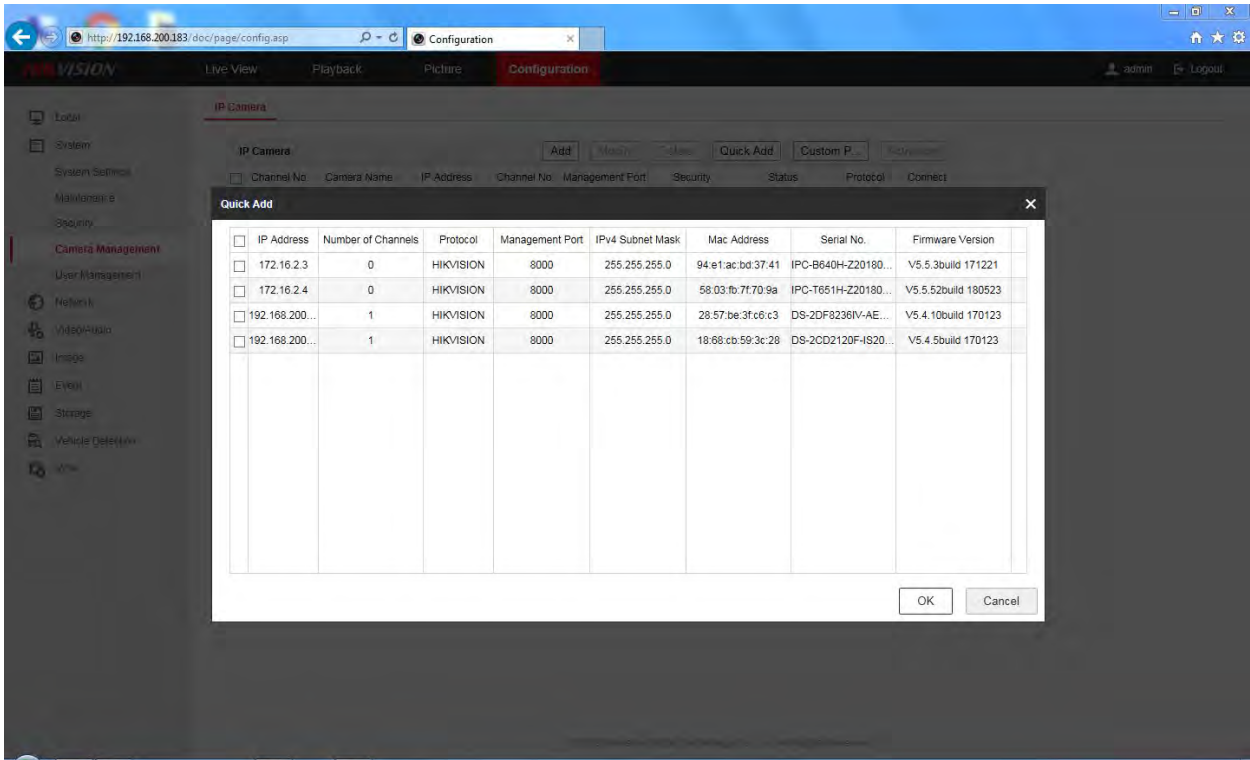 http://192.168.200.183/doc/page/config.asp Configuration
HIKVISION Live View Playback Picture Configuration admin Logout
IP Camera
Local
System
IP Camera Add Modify Delete Quick Add Custom P...
System Settings
Channel No. Camera Name IP Address Channel No. Management Port Security Status Protocol Connect
Maintenance
Quick Add
Security
IP Address Number of Channels Protocol Management Port IPv4 Subnet Mask Mac Address Serial No. Firmware Version
Camera Management
172.16.2.3 0 HIKVISION 8000 255.255.255.0 94:e1:ac:bd:37:41 IPC-B640H-Z20180... V5.5.3build 171221
User Management
172.16.2.4 0 HIKVISION 8000 255.255.255.0 58:03:fb:7f:70:9a IPC-T651H-Z20180... V5.5.52build 180523
Network
192.168.200... 1 HIKVISION 8000 255.255.255.0 28:57:be:3f:c6:c3 DS-2DF8236IV-AE... V5.4.10build 170123
Video/Audio
192.168.200... 1 HIKVISION 8000 255.255.255.0 18:68:cb:59:3c:28 DS-2CD2120F-IS20... V5.4.5build 170123
Image
Event
Storage
Vehicle Detection
OK Cancel